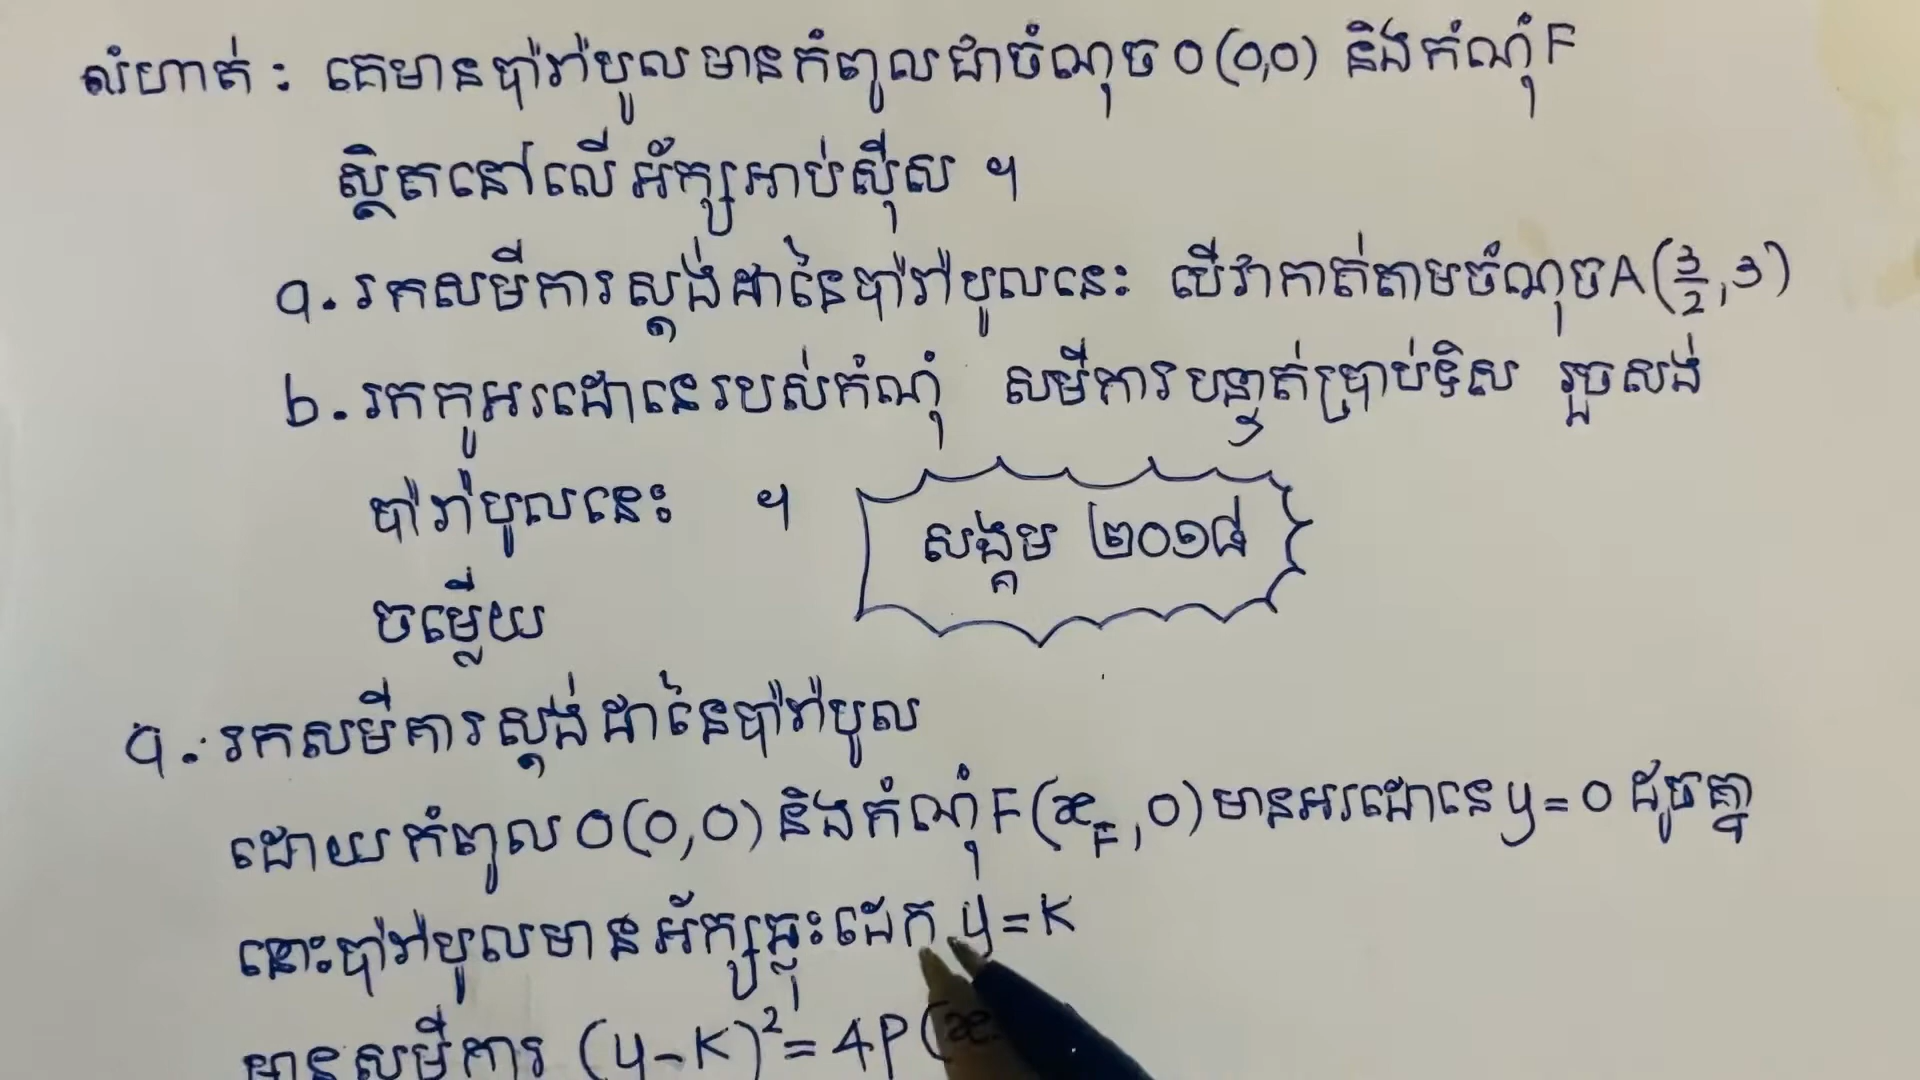 លំហាត់ : គេមានប៉ារ៉ាបូលមានកំពូលជាចំណុច O (0,0) និងកំណុំ F
ស្ថិតនៅលើអ័ក្សអាប់ស៊ីស ។
a. រកសមីការស្តង់ដានៃប៉ារ៉ាបូលនេះ បើវាកាត់តាមចំណុច A (3/2, 3)
b. រកកូអរដោនេរបស់កំណុំ សមីការបន្ទាត់ប្រាប់ទិស រួចសង់
ប៉ារ៉ាបូលនេះ ។
សង្គម ២០១៨
ចម្លើយ
a. រកសមីការស្តង់ដានៃប៉ារ៉ាបូល
ដោយកំពូល O (0,0) និងកំណុំ F (x_F, 0) មានអរដោនេ y = 0 ដូចគ្នា
នោះប៉ារ៉ាបូលមានអ័ក្សឆ្លុះដេក y = K
មានសមីការ (y-K)² = 4P(x